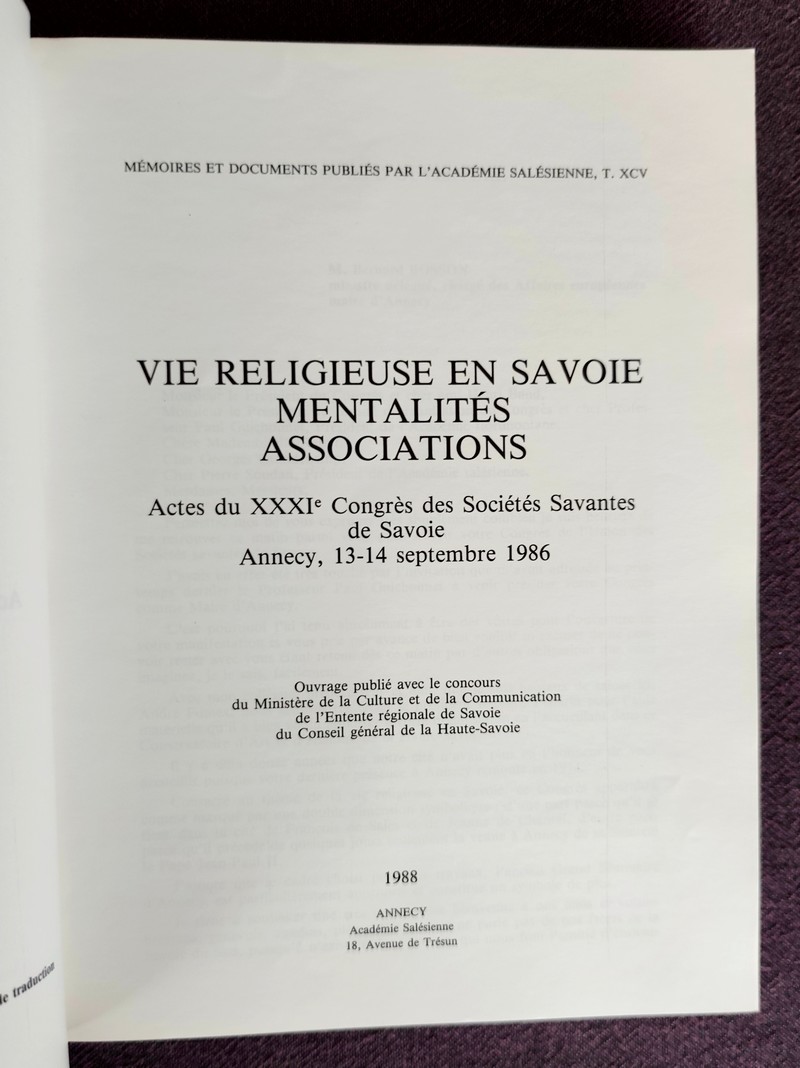 MÉMOIRES ET DOCUMENTS PUBLIÉS PAR L'ACADÉMIE SALÉSIENNE, T. XCV
VIE RELIGIEUSE EN SAVOIE
MENTALITÉS
ASSOCIATIONS
Actes du XXXIᵉ Congrès des Sociétés Savantes
de Savoie
Annecy, 13-14 septembre 1986
Ouvrage publié avec le concours
du Ministère de la Culture et de la Communication
de l'Entente régionale de Savoie
du Conseil général de la Haute-Savoie
1988
ANNECY
Académie Salésienne
18, Avenue de Trésun
de traduction